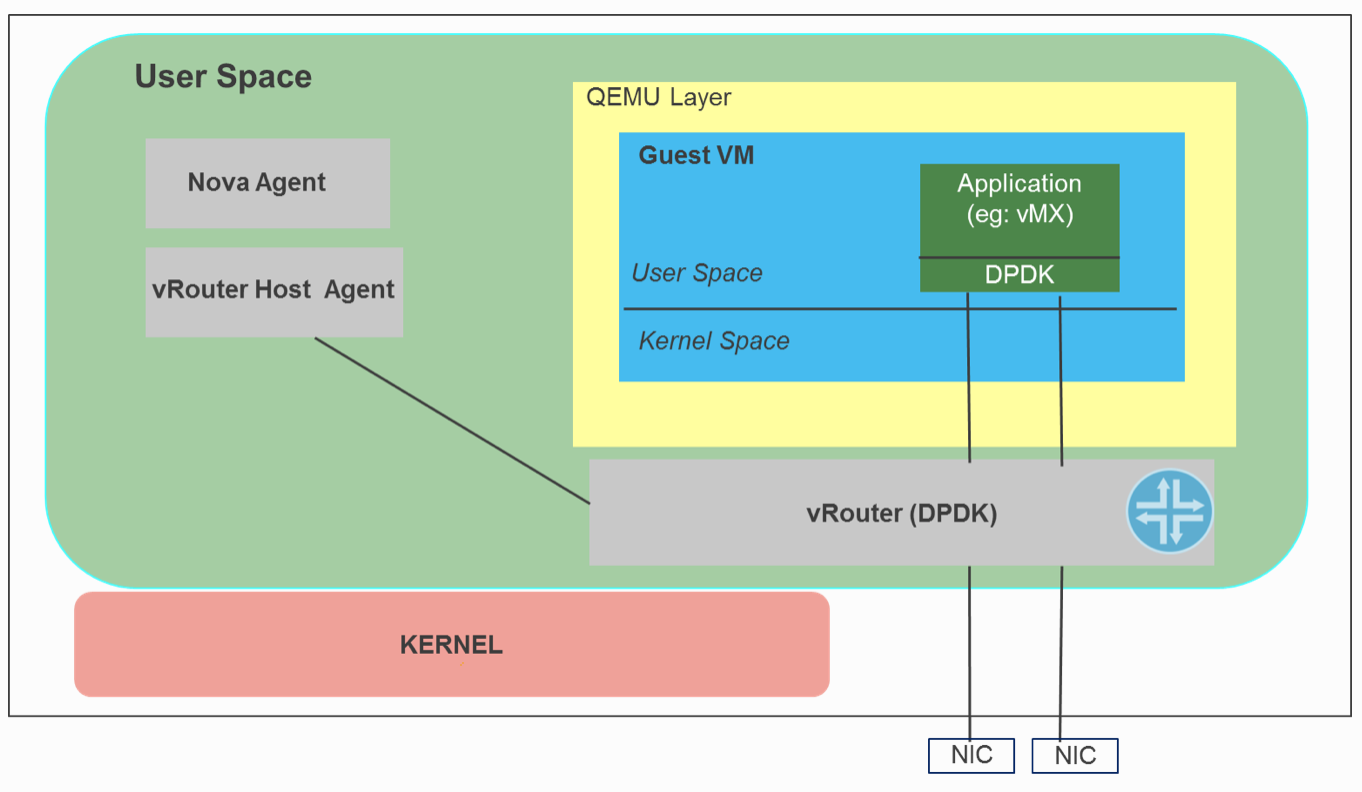 User Space
QEMU Layer
Guest VM
Nova Agent
Application
(eg: vMX)
User Space
DPDK
vRouter Host Agent
Kernel Space
vRouter (DPDK)
KERNEL
NIC
NIC